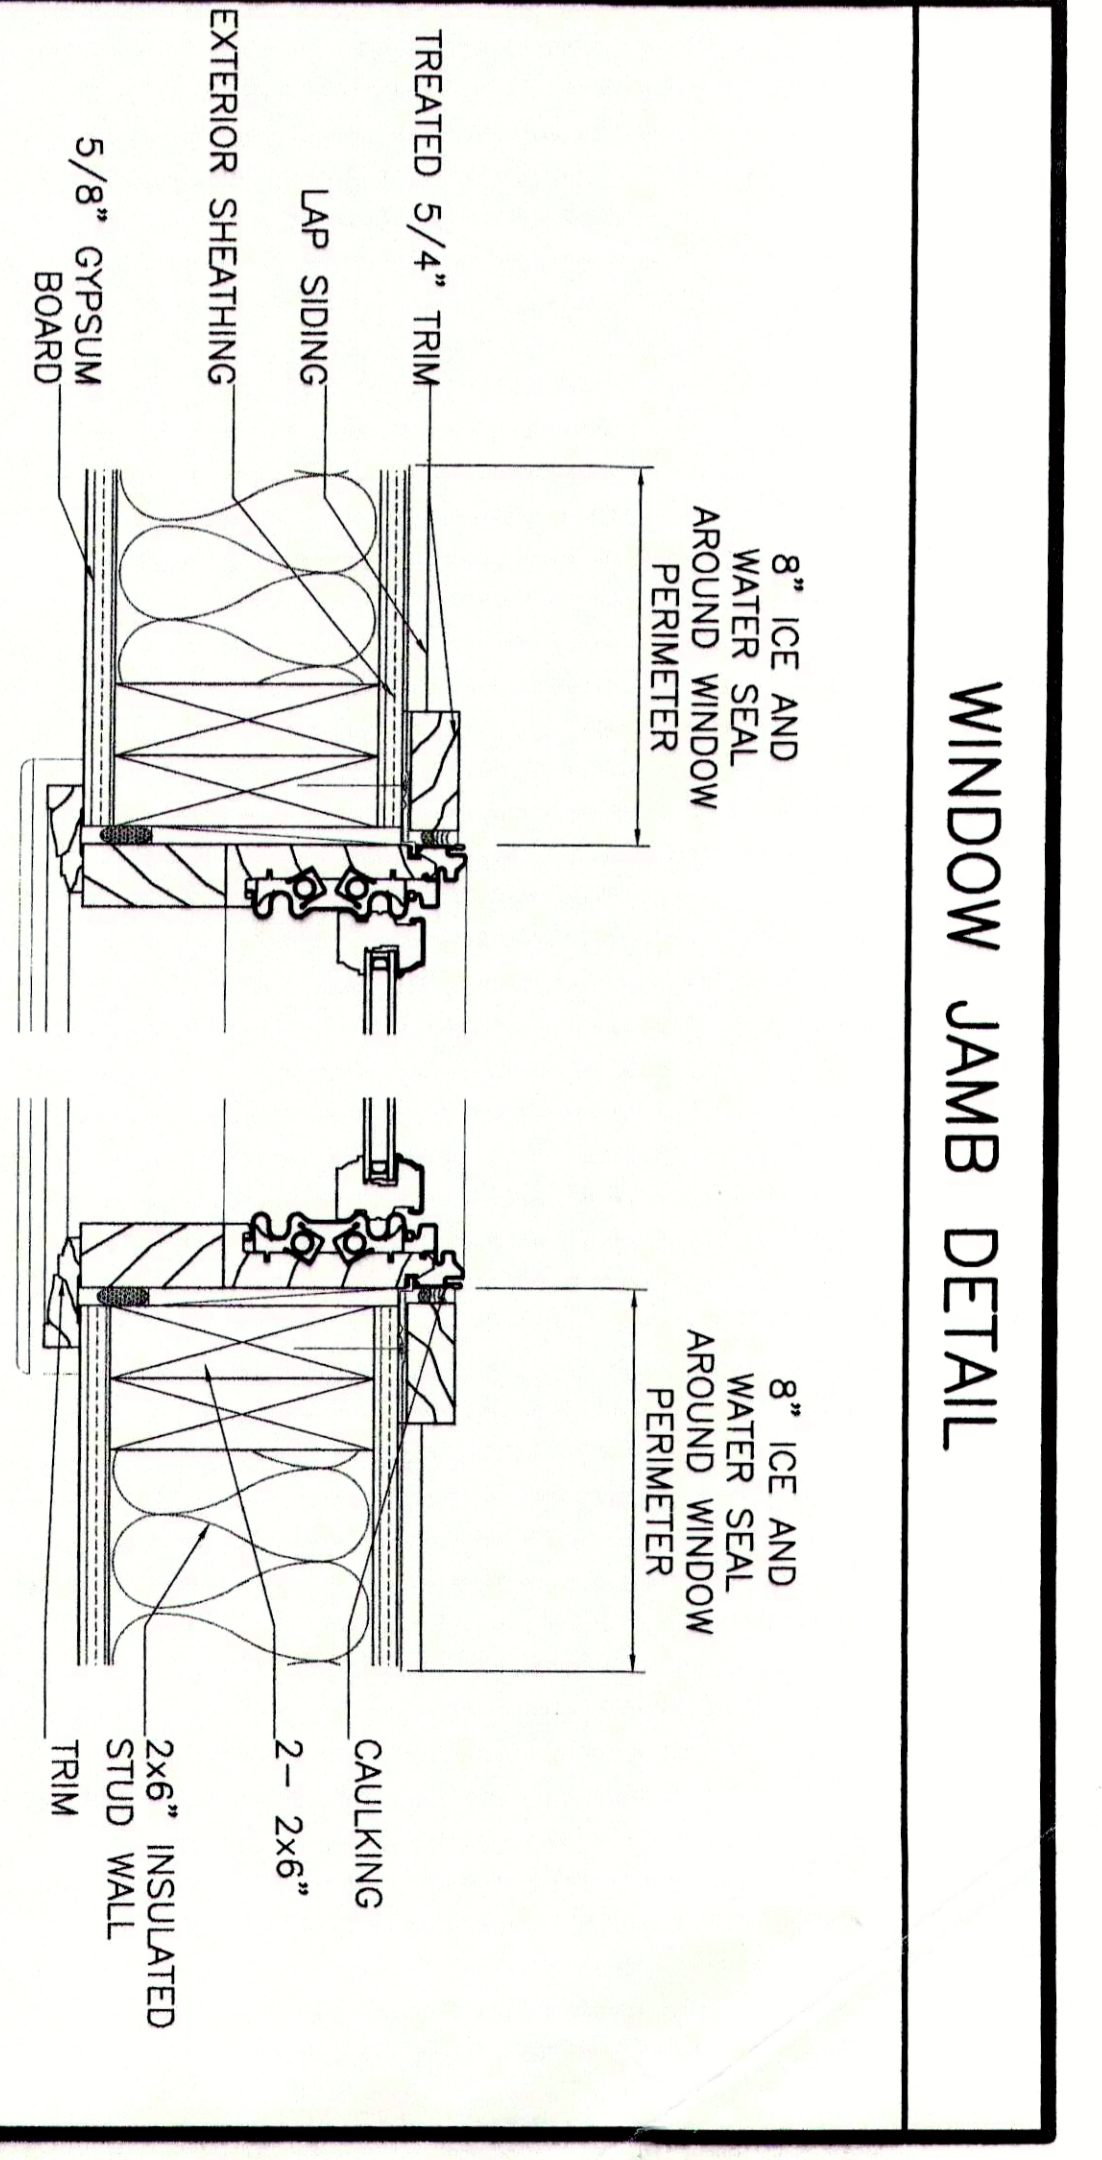 WINDOW JAMB DETAIL
8" ICE AND
WATER SEAL
AROUND WINDOW
PERIMETER
8" ICE AND
WATER SEAL
AROUND WINDOW
PERIMETER
TREATED 5/4" TRIM
LAP SIDING
EXTERIOR SHEATHING
5/8" GYPSUM
BOARD
CAULKING
2- 2x6"
2x6" INSULATED
STUD WALL
TRIM